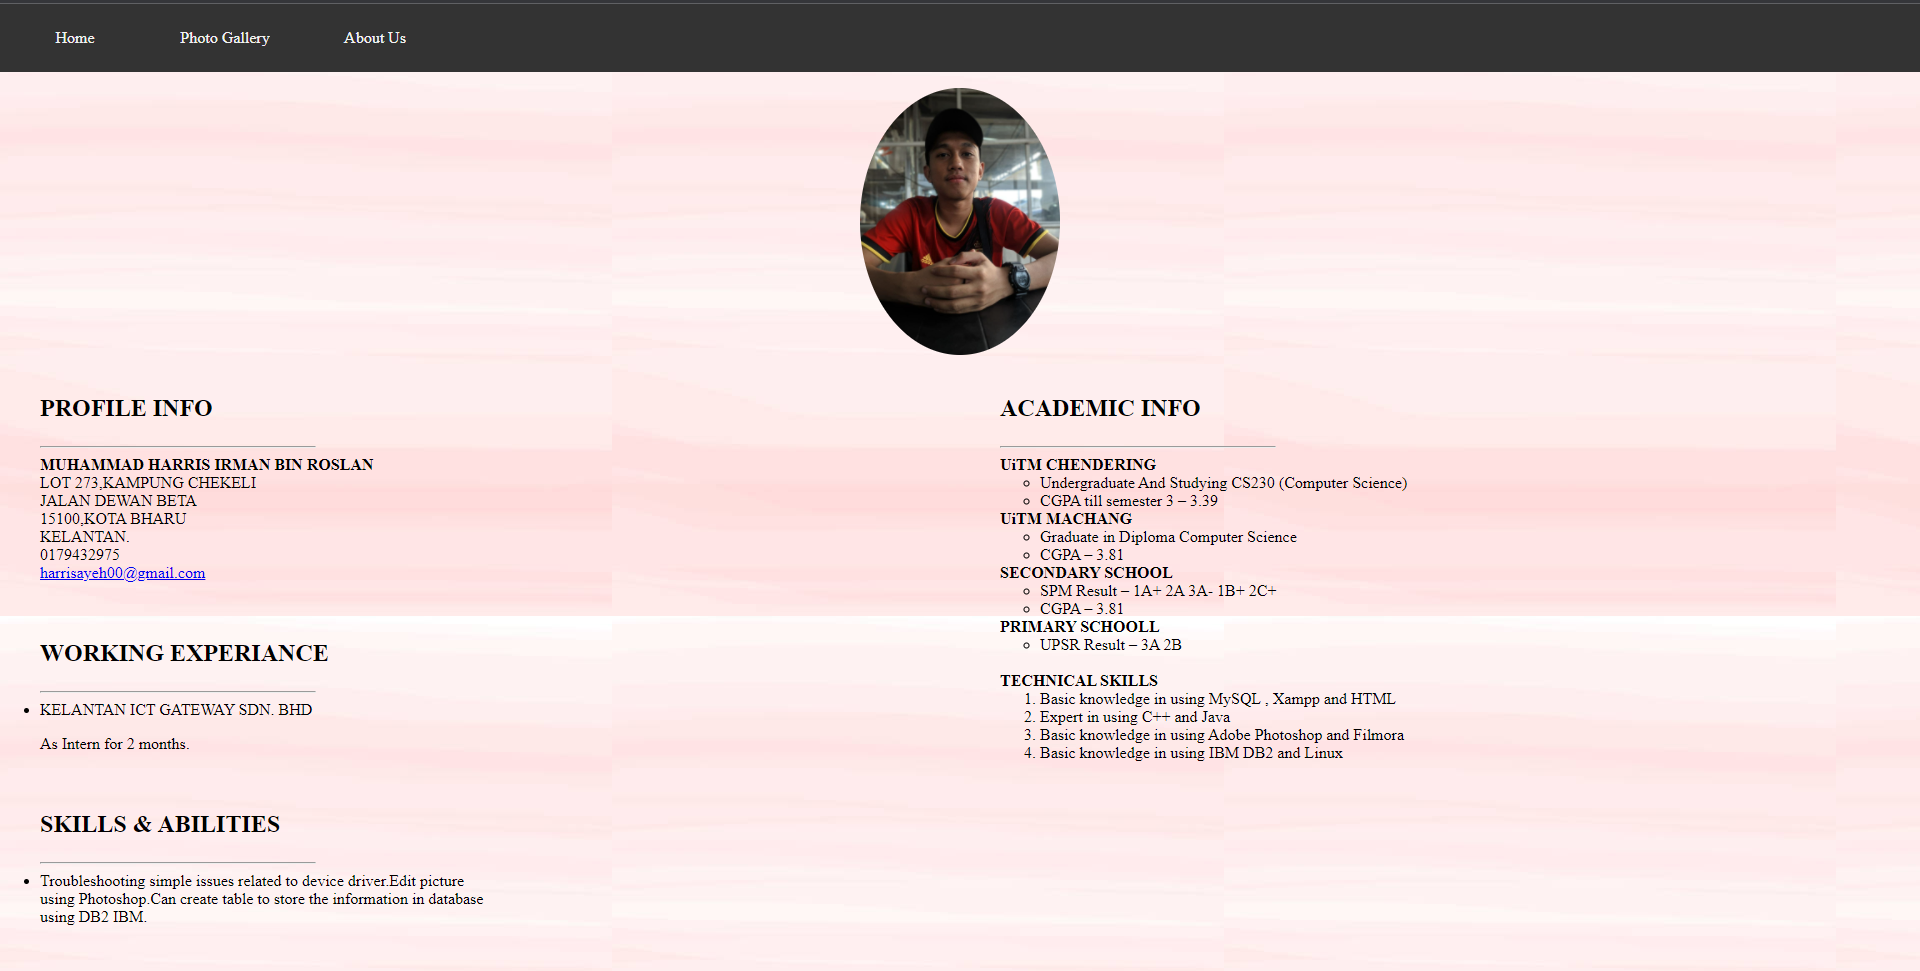 Home
Photo Gallery
About Us
PROFILE INFO
MUHAMMAD HARRIS IRMAN BIN ROSLAN
LOT 273,KAMPUNG CHEKELI
JALAN DEWAN BETA
15100,KOTA BHARU
KELANTAN.
0179432975
harrisayeh00@gmail.com
WORKING EXPERIANCE
KELANTAN ICT GATEWAY SDN. BHD
As Intern for 2 months.
SKILLS & ABILITIES
Troubleshooting simple issues related to device driver.Edit picture
using Photoshop.Can create table to store the information in database
using DB2 IBM.
ACADEMIC INFO
UiTM CHENDERING
Undergraduate And Studying CS230 (Computer Science)
CGPA till semester 3 – 3.39
UiTM MACHANG
Graduate in Diploma Computer Science
CGPA – 3.81
SECONDARY SCHOOL
SPM Result – 1A+ 2A 3A- 1B+ 2C+
CGPA – 3.81
PRIMARY SCHOOLL
UPSR Result – 3A 2B
TECHNICAL SKILLS
1. Basic knowledge in using MySQL , Xampp and HTML
2. Expert in using C++ and Java
3. Basic knowledge in using Adobe Photoshop and Filmora
4. Basic knowledge in using IBM DB2 and Linux